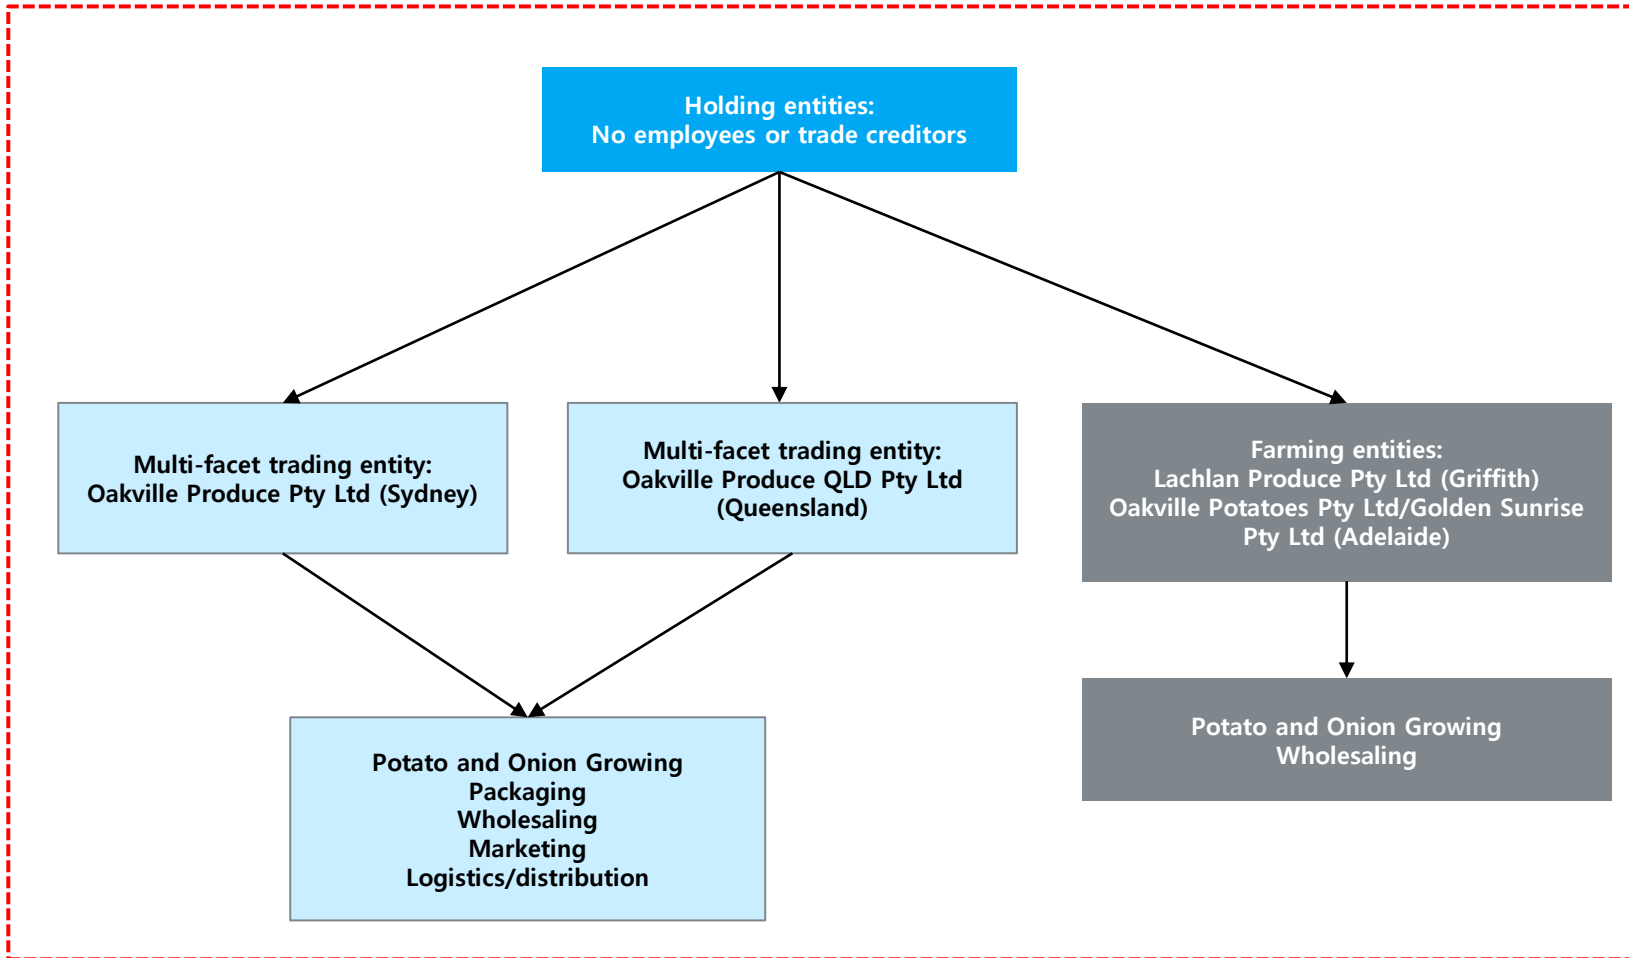 Holding entities:
No employees or trade creditors
Multi-facet trading entity:
Oakville Produce Pty Ltd (Sydney)
Multi-facet trading entity:
Oakville Produce QLD Pty Ltd
(Queensland)
Farming entities:
Lachlan Produce Pty Ltd (Griffith)
Oakville Potatoes Pty Ltd/Golden Sunrise
Pty Ltd (Adelaide)
Potato and Onion Growing
Packaging
Wholesaling
Marketing
Logistics/distribution
Potato and Onion Growing
Wholesaling